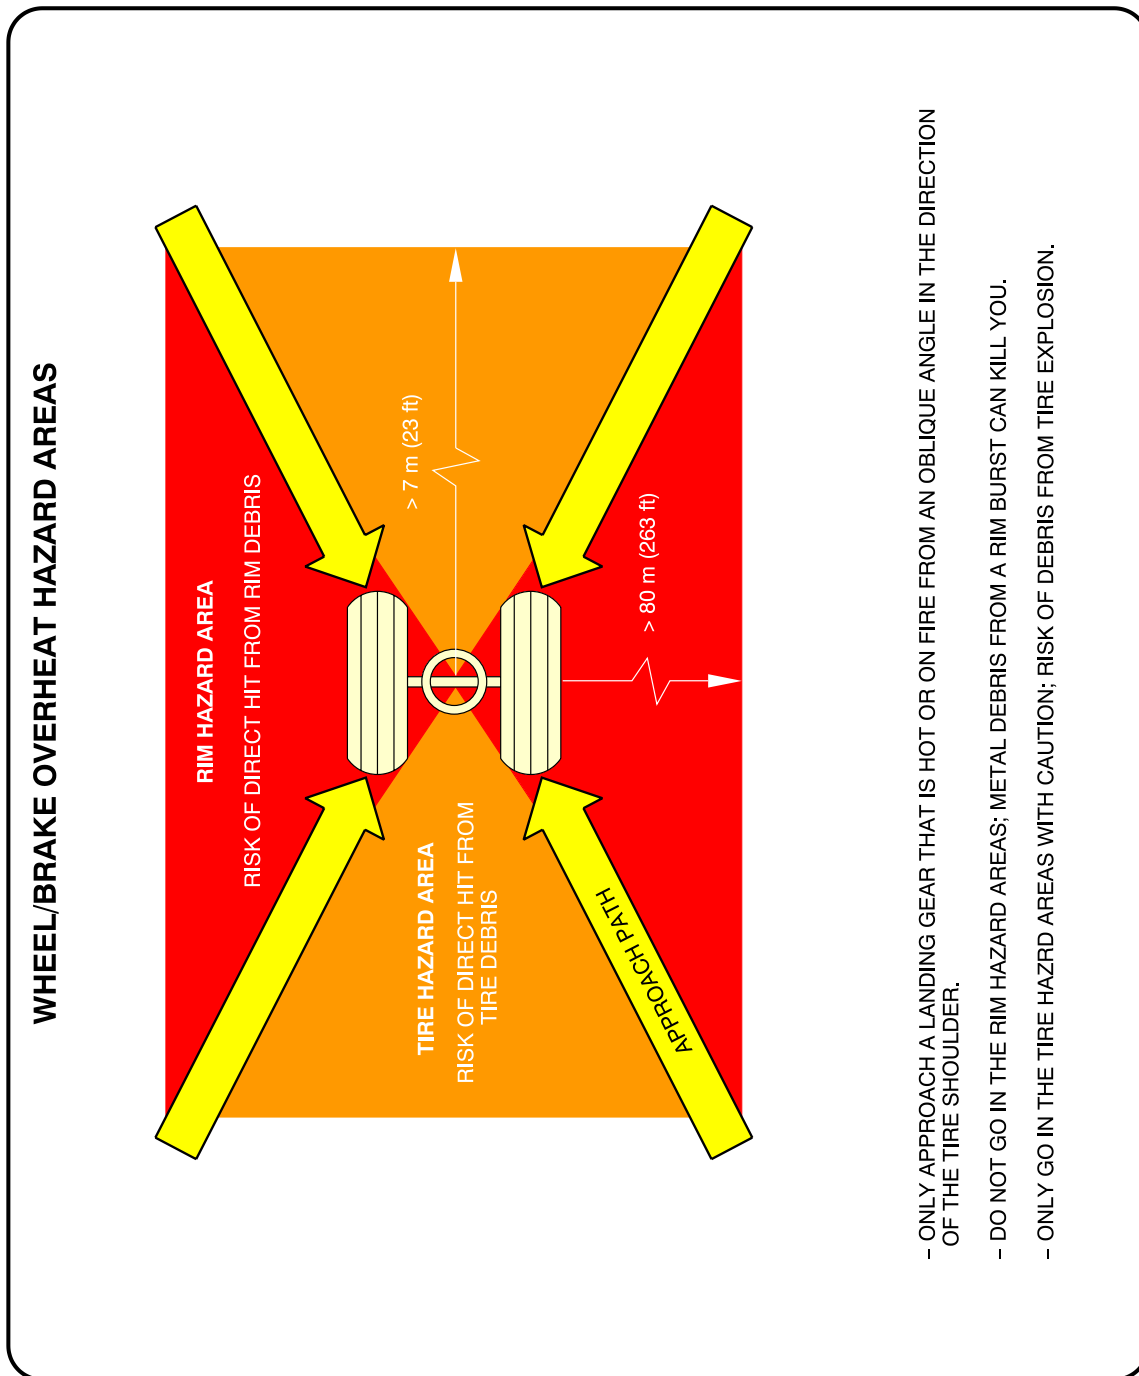 WHEEL/BRAKE OVERHEAT HAZARD AREAS
RIM HAZARD AREA
RISK OF DIRECT HIT FROM RIM DEBRIS
> 7 m (23 ft)
TIRE HAZARD AREA
RISK OF DIRECT HIT FROM
TIRE DEBRIS
> 80 m (263 ft)
APPROACH PATH
– ONLY APPROACH A LANDING GEAR THAT IS HOT OR ON FIRE FROM AN OBLIQUE ANGLE IN THE DIRECTION
OF THE TIRE SHOULDER.
– DO NOT GO IN THE RIM HAZARD AREAS; METAL DEBRIS FROM A RIM BURST CAN KILL YOU.
– ONLY GO IN THE TIRE HAZRD AREAS WITH CAUTION; RISK OF DEBRIS FROM TIRE EXPLOSION.